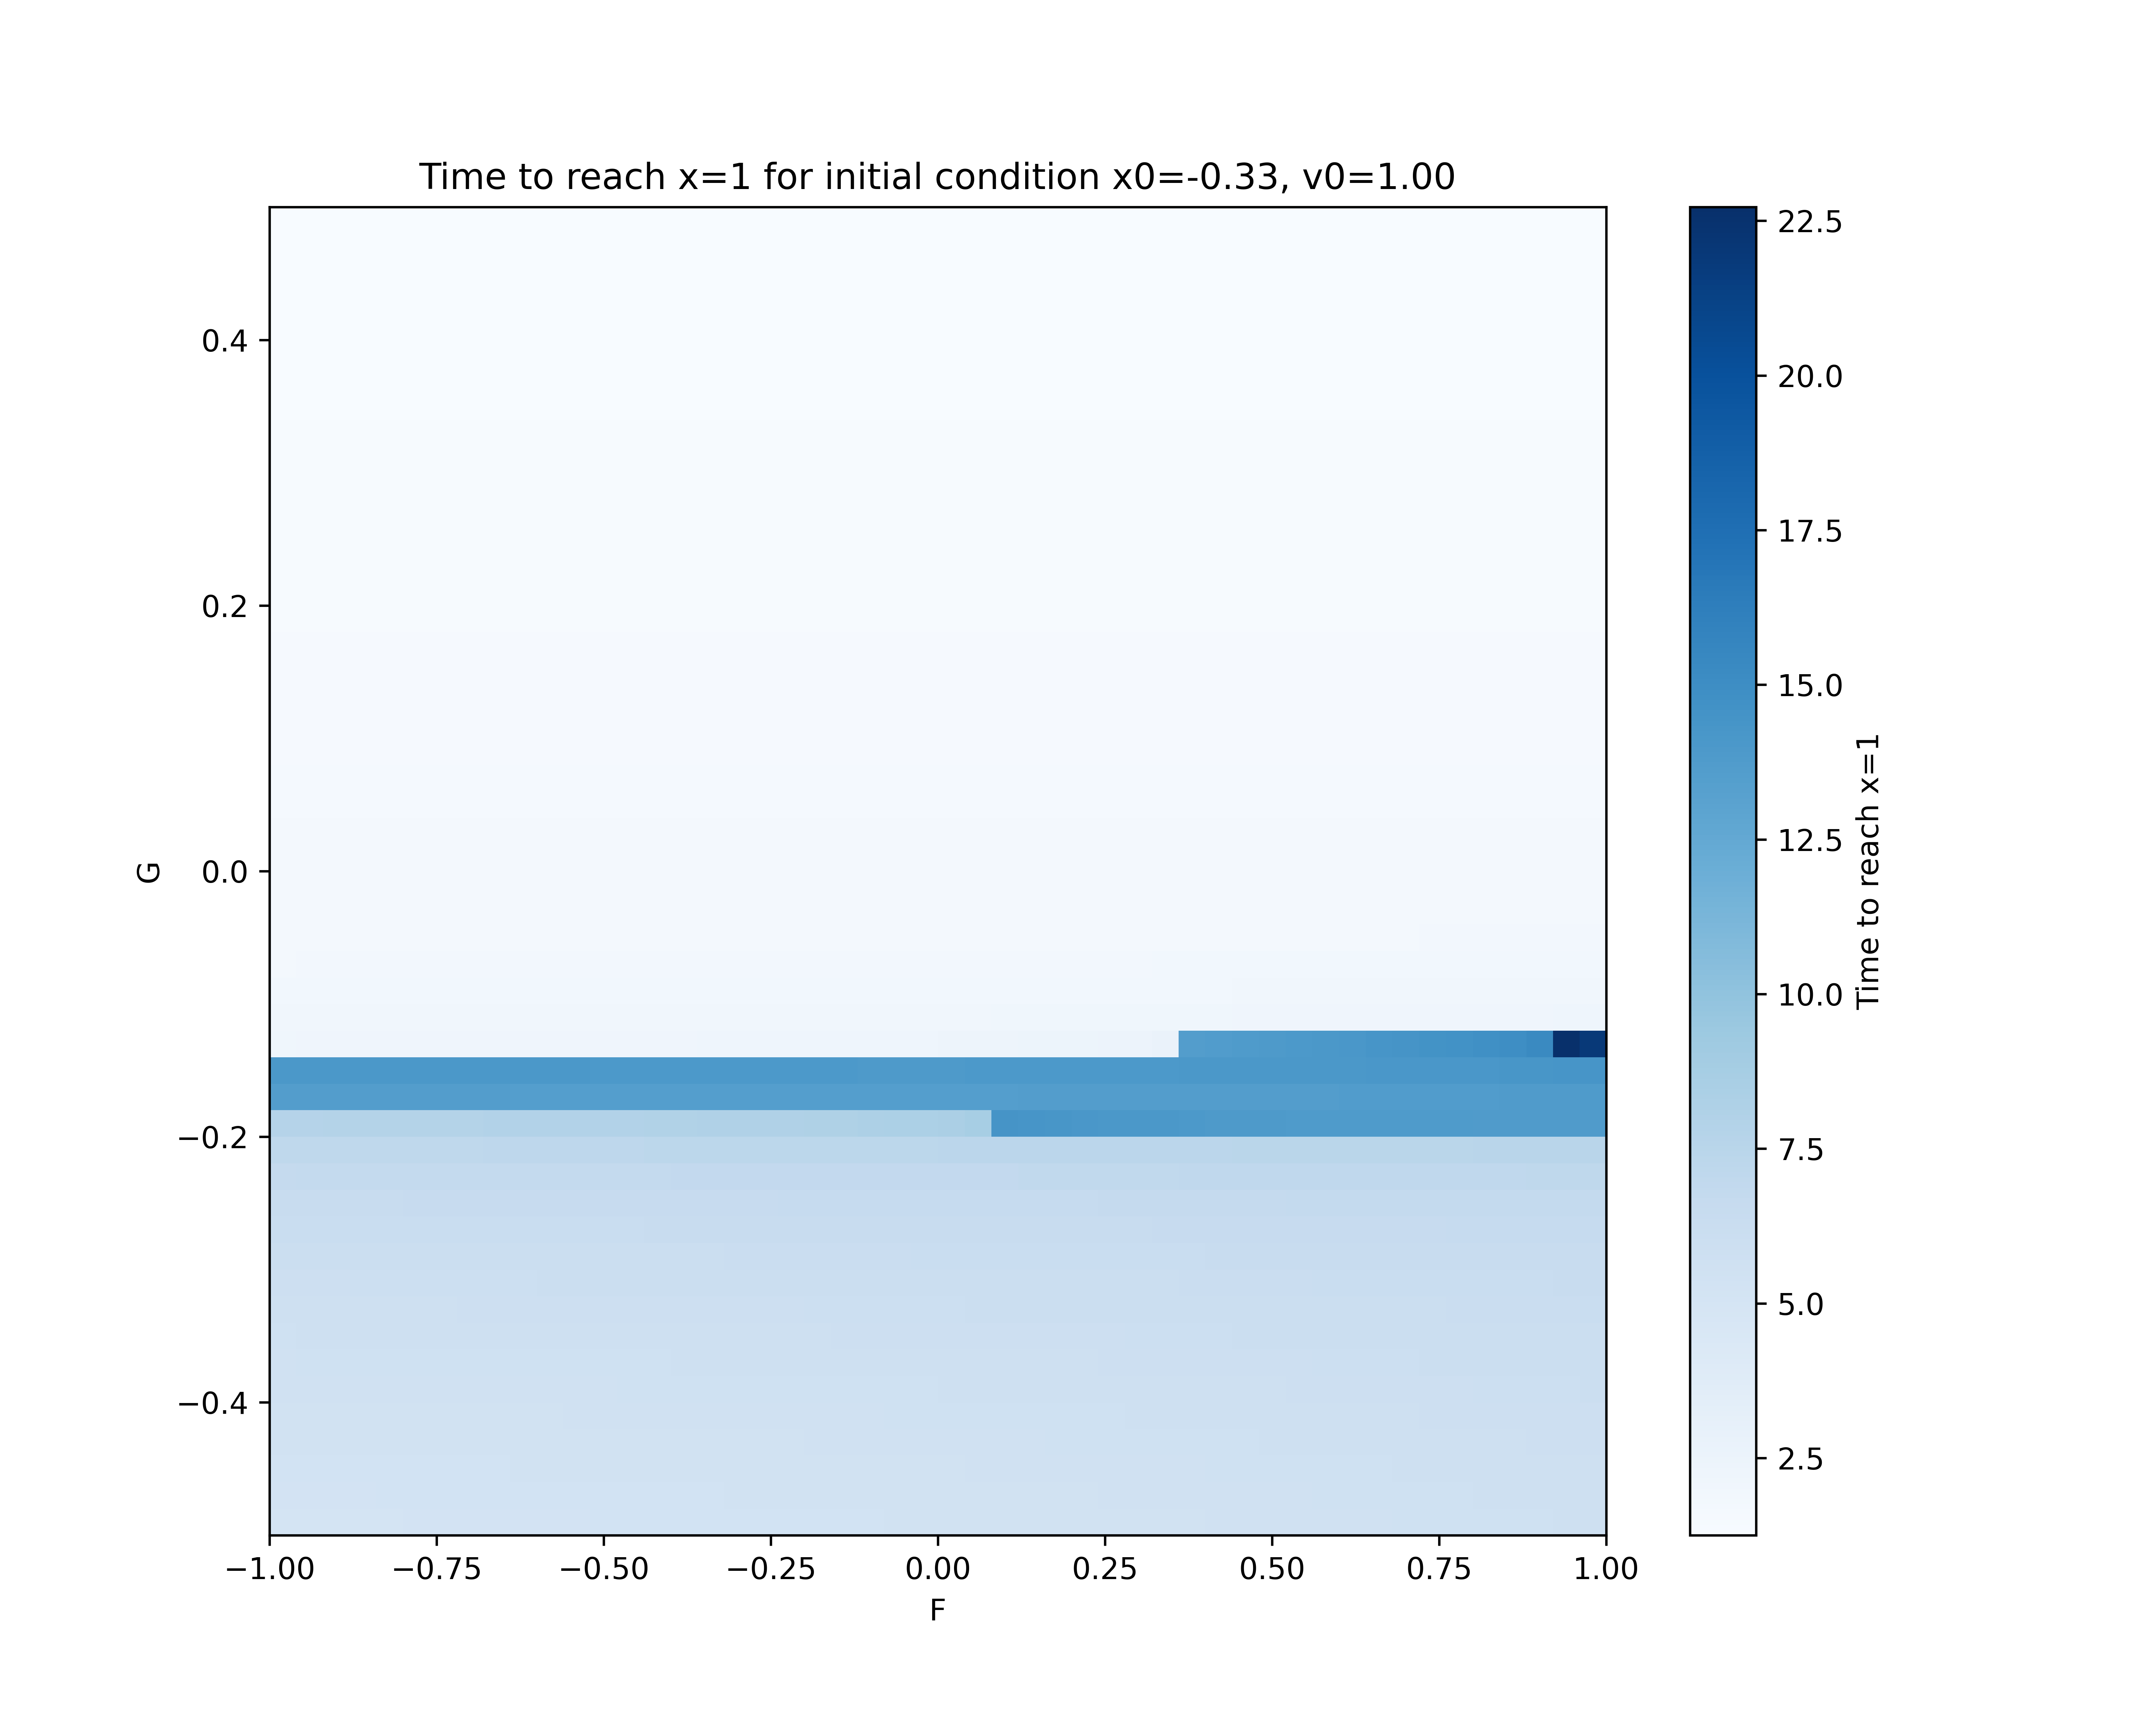 Time to reach x=1 for initial condition x0=-0.33, v0=1.00
G
0.4
0.2
0.0
−0.2
−0.4
−1.00 −0.75 −0.50 −0.25 0.00 0.25 0.50 0.75 1.00
F
22.5
20.0
17.5
15.0
12.5
10.0
7.5
5.0
2.5
Time to reach x=1